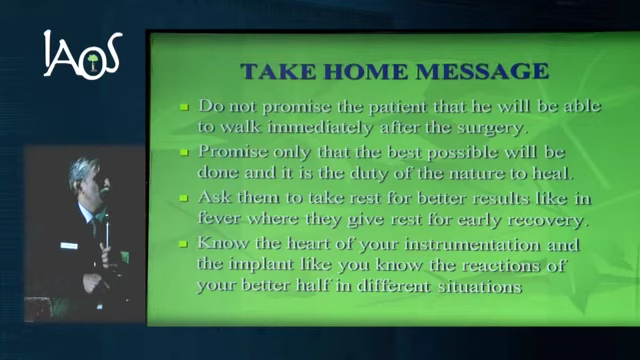 IAOS
TAKE HOME MESSAGE
Do not promise the patient that he will be able
to walk immediately after the surgery.
Promise only that the best possible will be
done and it is the duty of the nature to heal.
Ask them to take rest for better results like in
fever where they give rest for early recovery.
Know the heart of your instrumentation and
the implant like you know the reactions of
your better half in different situations